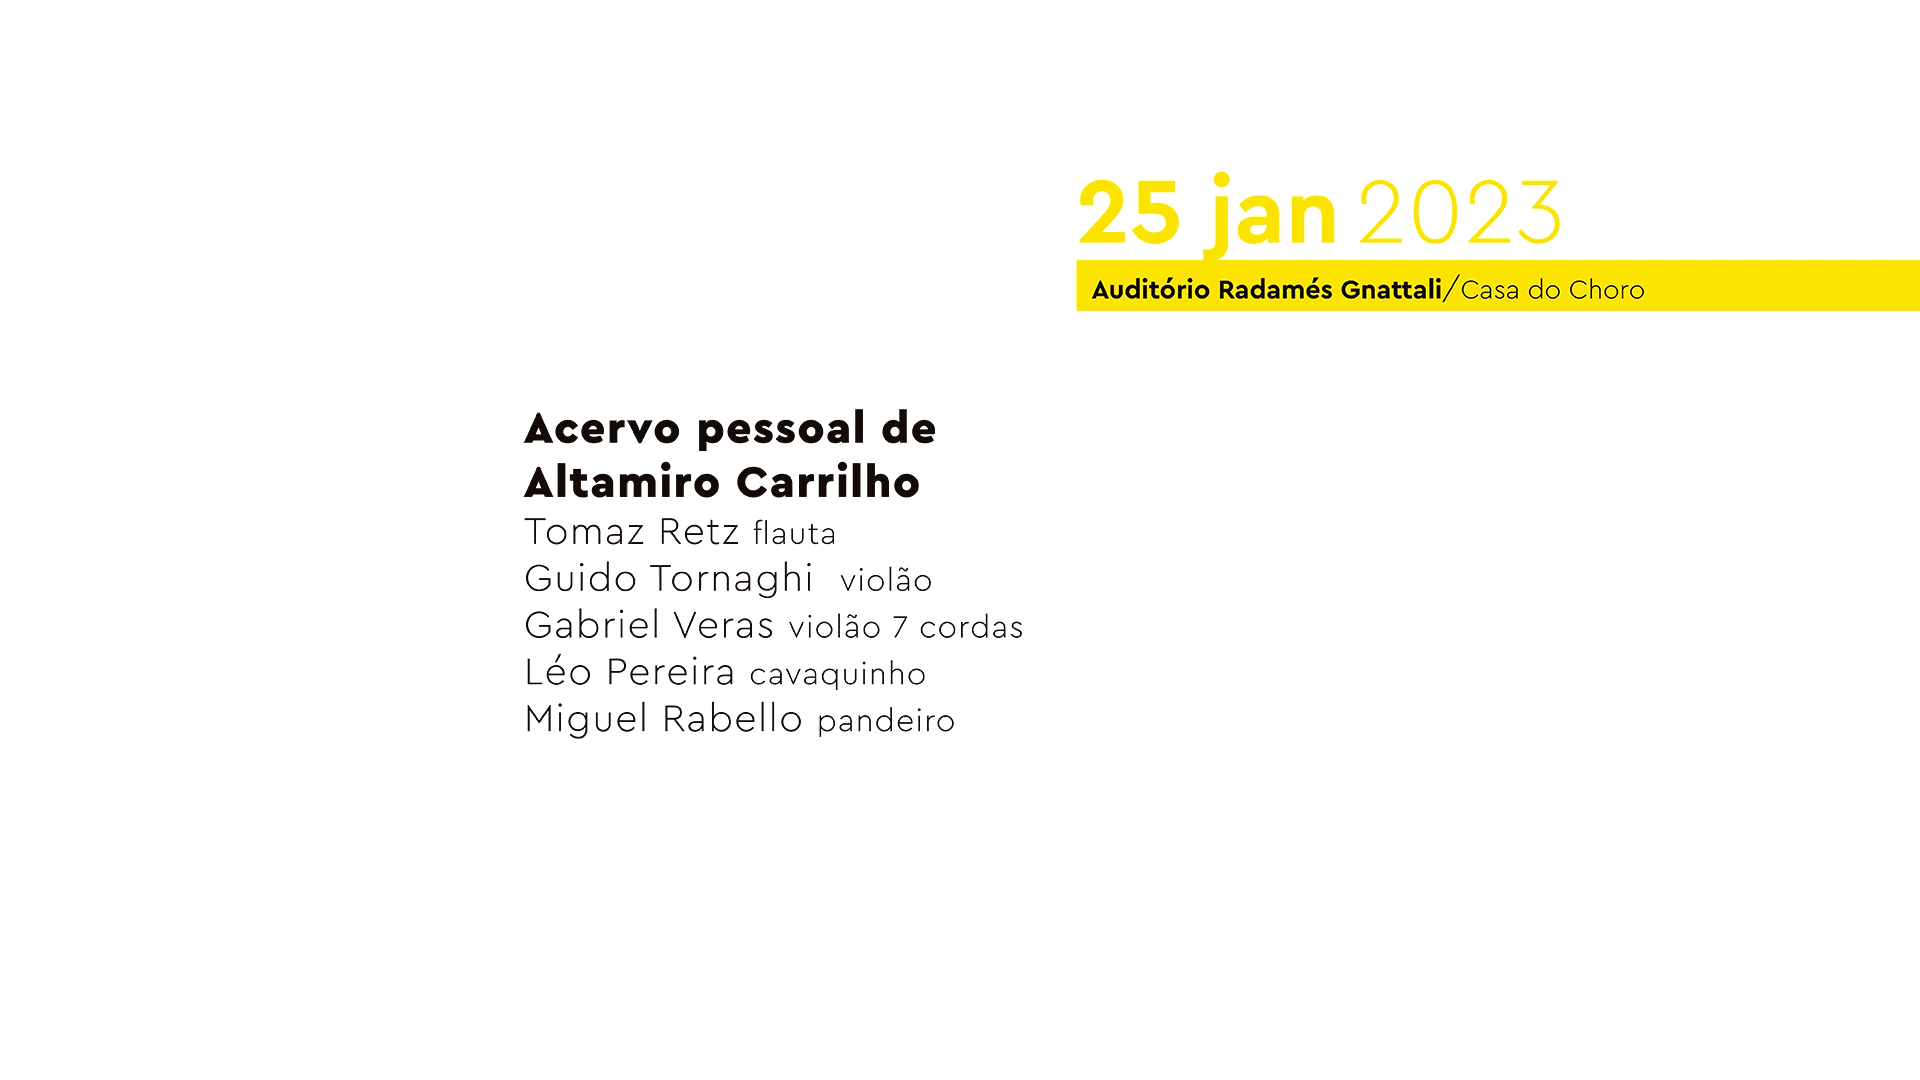 25 jan 2023
Auditório Radamés Gnattali/Casa do Choro
Acervo pessoal de
Altamiro Carrilho
Tomaz Retz flauta
Guido Tornaghi violão
Gabriel Veras violão 7 cordas
Léo Pereira cavaquinho
Miguel Rabello pandeiro